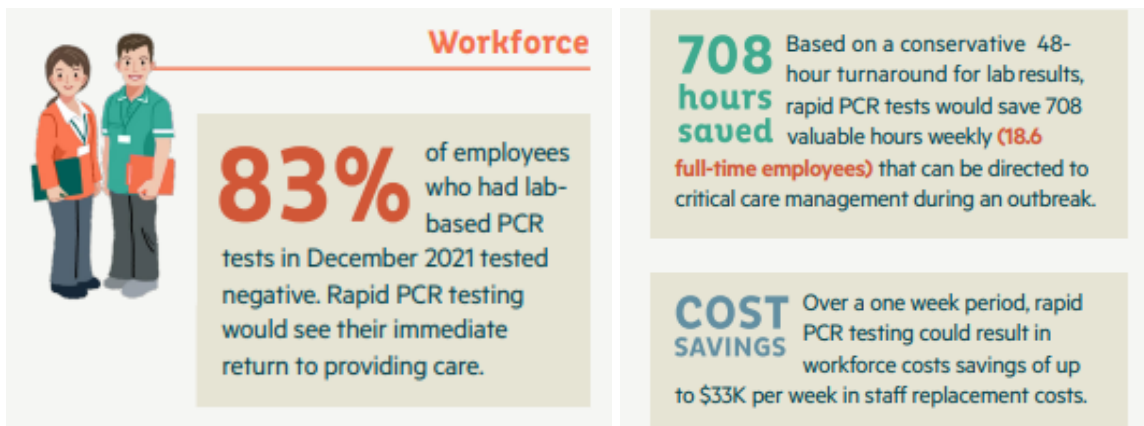 Workforce
83%
of employees
who had lab-
based PCR
tests in December 2021 tested
negative. Rapid PCR testing
would see their immediate
return to providing care.
708
hours
saved
Based on a conservative 48-
hour turnaround for lab results,
rapid PCR tests would save 708
valuable hours weekly (18.6
full-time employees) that can be directed to
critical care management during an outbreak.
COST
SAVINGS
Over a one week period, rapid
PCR testing could result in
workforce costs savings of up
to $33K per week in staff replacement costs.